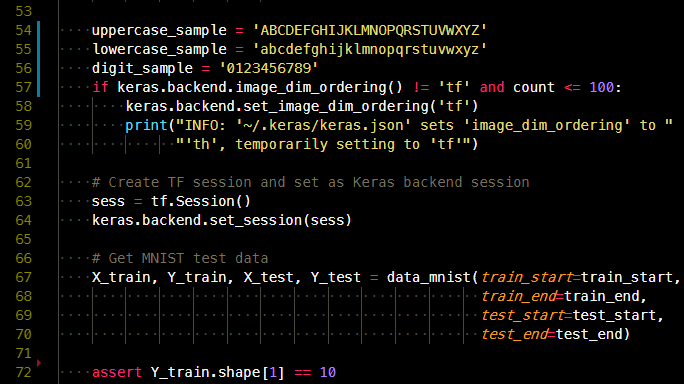 53
54 uppercase_sample = 'ABCDEFGHIJKLMNOPQRSTUVWXYZ'
55 lowercase_sample = 'abcdefghijklmnopqrstuvwxyz'
56 digit_sample = '0123456789'
57 if keras.backend.image_dim_ordering() != 'tf' and count <= 100:
58 keras.backend.set_image_dim_ordering('tf')
59 print("INFO: '~/.keras/keras.json' sets 'image_dim_ordering' to "
60 "'th', temporarily setting to 'tf'")
61
62 # Create TF session and set as Keras backend session
63 sess = tf.Session()
64 keras.backend.set_session(sess)
65
66 # Get MNIST test data
67 X_train, Y_train, X_test, Y_test = data_mnist(train_start=train_start,
68 train_end=train_end,
69 test_start=test_start,
70 test_end=test_end)
71
72 assert Y_train.shape[1] == 10